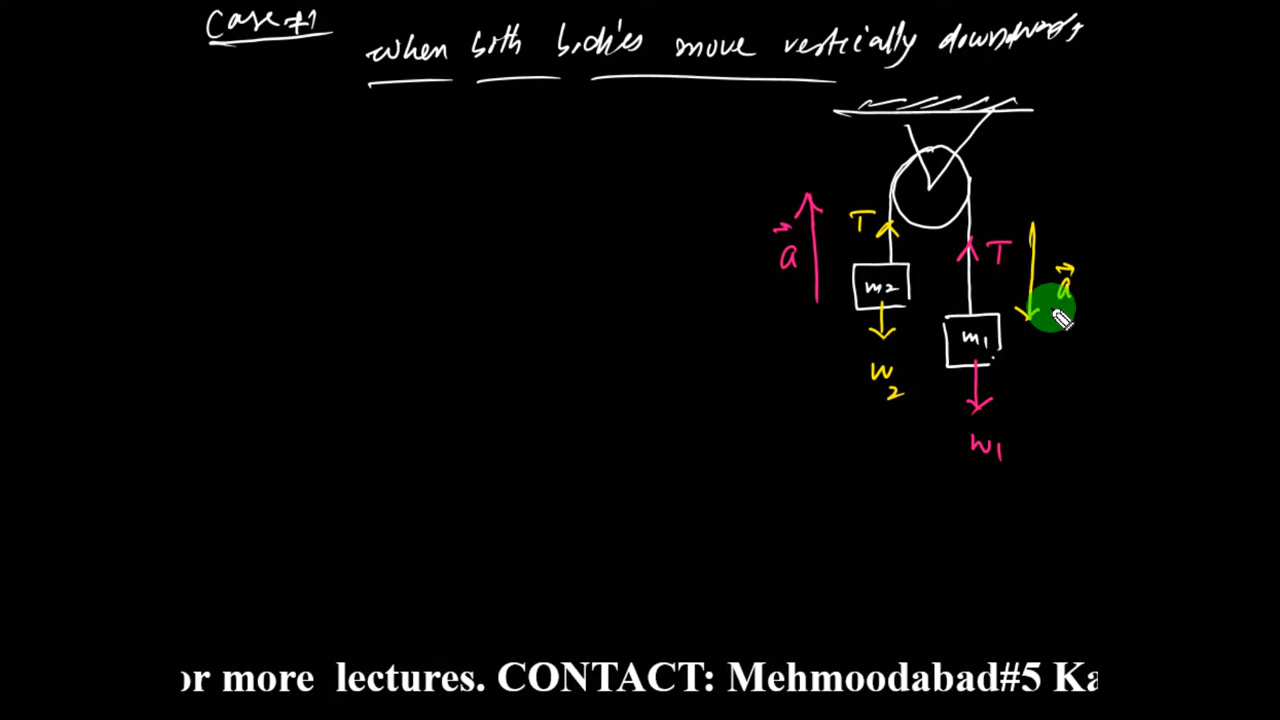 Case #1
when both bodies move vertically downwards
T
a
T
a
m2
m1
W2
W1
or more lectures. CONTACT: Mehmoodabad#5 Ka